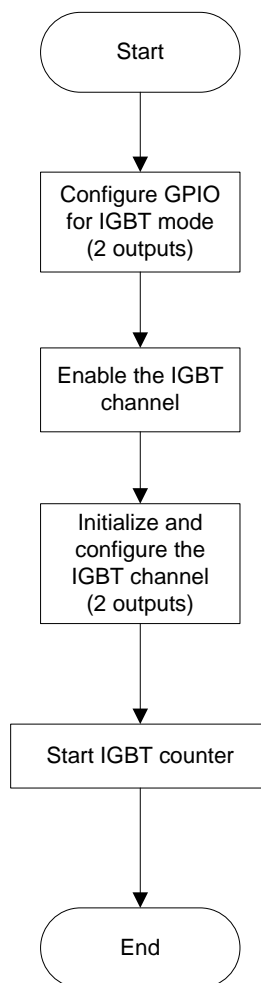 Start
Configure GPIO
for IGBT mode
(2 outputs)
Enable the IGBT
channel
Initialize and
configure the
IGBT channel
(2 outputs)
Start IGBT counter
End